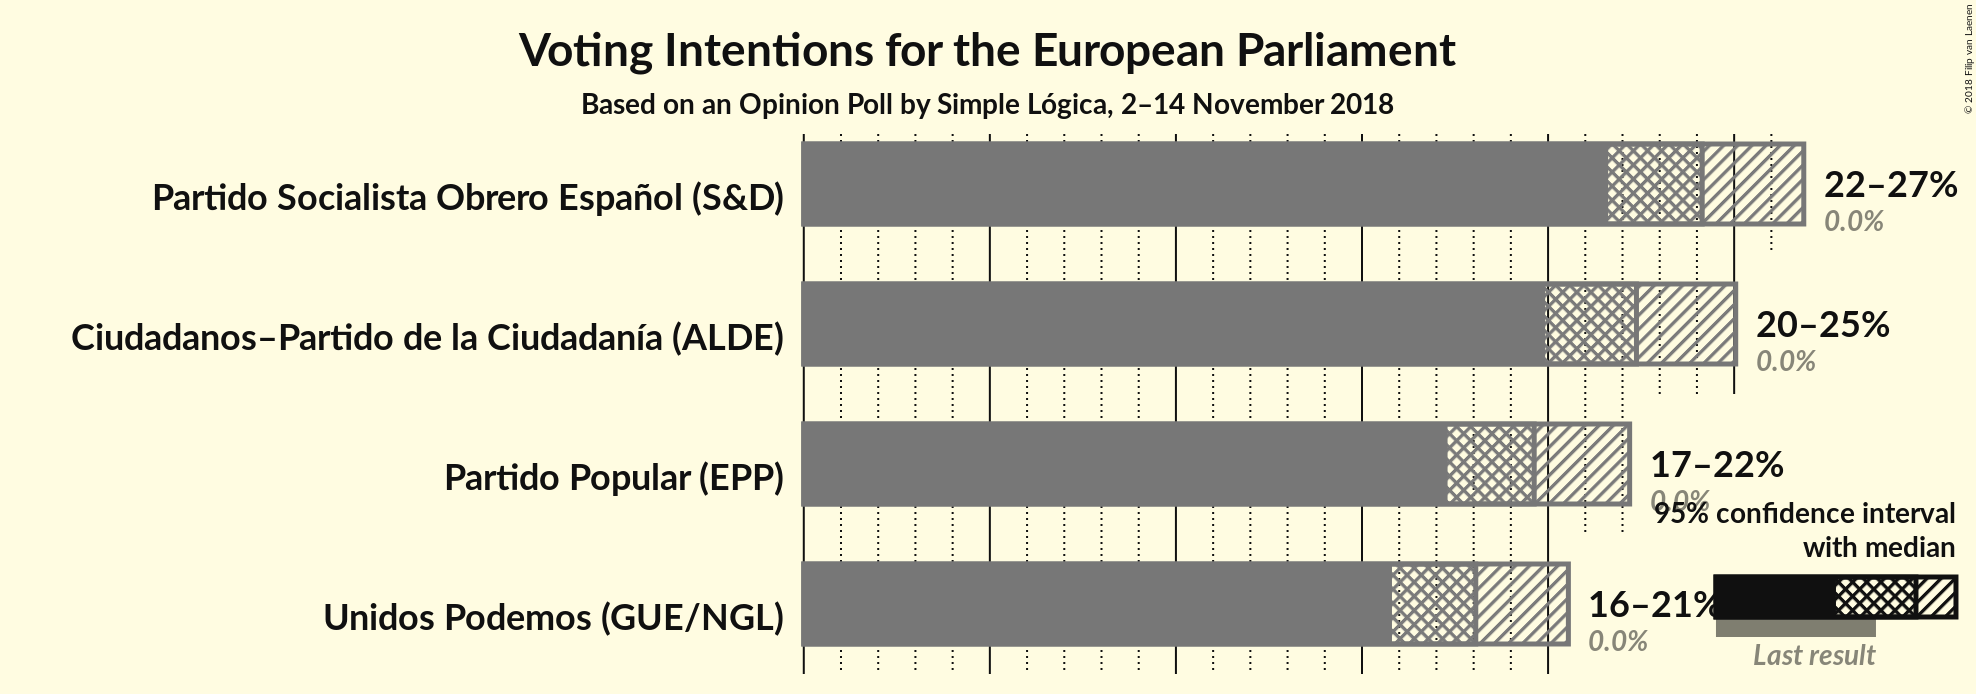 Voting Intentions for the European Parliament
Based on an Opinion Poll by Simple Lógica, 2–14 November 2018
© 2018 Filip van Laenen
Partido Socialista Obrero Español (S&D)
22–27%
0.0%
Ciudadanos–Partido de la Ciudadanía (ALDE)
20–25%
0.0%
Partido Popular (EPP)
17–22%
0.0%
95% confidence interval
with median
Unidos Podemos (GUE/NGL)
16–21%
0.0%
Last result